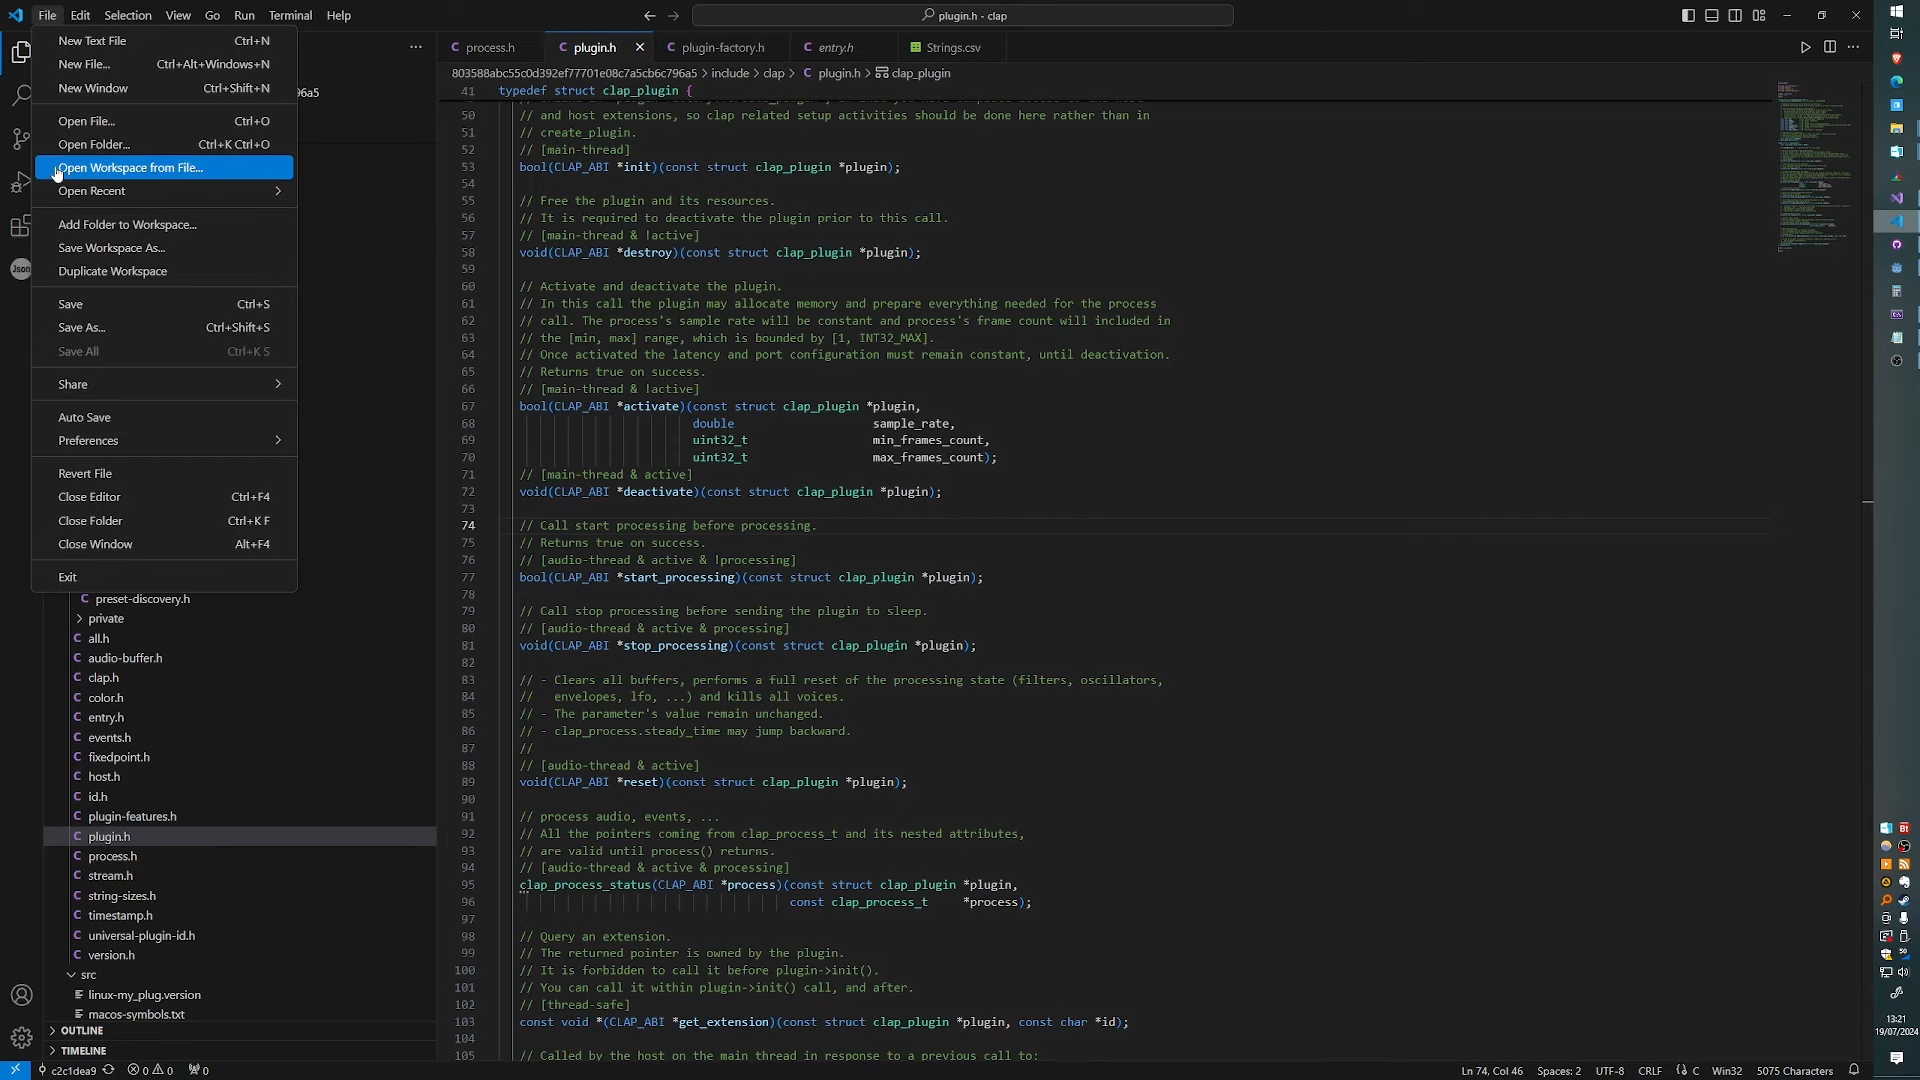 File Edit Selection View Go Run Terminal Help
plugin.h - clap
New Text File Ctrl+N
New File... Ctrl+Alt+Windows+N
New Window Ctrl+Shift+N
Open File... Ctrl+O
Open Folder... Ctrl+K Ctrl+O
Open Workspace from File...
Open Recent
Add Folder to Workspace...
Save Workspace As...
Duplicate Workspace
Save Ctrl+S
Save As... Ctrl+Shift+S
Save All Ctrl+K S
Share
Auto Save
Preferences
Revert File
Close Editor Ctrl+F4
Close Folder Ctrl+K F
Close Window Alt+F4
Exit
96a5
Json
C preset-discovery.h
private
C all.h
C audio-buffer.h
C clap.h
C color.h
C entry.h
C events.h
C fixedpoint.h
C host.h
C id.h
C plugin-features.h
C plugin.h
C process.h
C stream.h
C string-sizes.h
C timestamp.h
C universal-plugin-id.h
C version.h
src
linux-my_plug.version
macos-symbols.txt
OUTLINE
TIMELINE
C process.h C plugin.h C plugin-factory.h C entry.h Strings.csv
803588abc55c0d392ef77701e08c7a5cb6c796a5 > include > clap > C plugin.h > clap_plugin
41 typedef struct clap_plugin {
50 // and host extensions, so clap related setup activities should be done here rather than in
51 // create_plugin.
52 // [main-thread]
53 bool(CLAP_ABI *init)(const struct clap_plugin *plugin);
54
55 // Free the plugin and its resources.
56 // It is required to deactivate the plugin prior to this call.
57 // [main-thread & !active]
58 void(CLAP_ABI *destroy)(const struct clap_plugin *plugin);
59
60 // Activate and deactivate the plugin.
61 // In this call the plugin may allocate memory and prepare everything needed for the process
62 // call. The process's sample rate will be constant and process's frame count will included in
63 // the [min, max] range, which is bounded by [1, INT32_MAX].
64 // Once activated the latency and port configuration must remain constant, until deactivation.
65 // Returns true on success.
66 // [main-thread & !active]
67 bool(CLAP_ABI *activate)(const struct clap_plugin *plugin,
68 double sample_rate,
69 uint32_t min_frames_count,
70 uint32_t max_frames_count);
71 // [main-thread & active]
72 void(CLAP_ABI *deactivate)(const struct clap_plugin *plugin);
73
74 // Call start processing before processing.
75 // Returns true on success.
76 // [audio-thread & active & !processing]
77 bool(CLAP_ABI *start_processing)(const struct clap_plugin *plugin);
78
79 // Call stop processing before sending the plugin to sleep.
80 // [audio-thread & active & processing]
81 void(CLAP_ABI *stop_processing)(const struct clap_plugin *plugin);
82
83 // - Clears all buffers, performs a full reset of the processing state (filters, oscillators,
84 // envelopes, lfo, ...) and kills all voices.
85 // - The parameter's value remain unchanged.
86 // - clap_process.steady_time may jump backward.
87 //
88 // [audio-thread & active]
89 void(CLAP_ABI *reset)(const struct clap_plugin *plugin);
90
91 // process audio, events, ...
92 // All the pointers coming from clap_process_t and its nested attributes,
93 // are valid until process() returns.
94 // [audio-thread & active & processing]
95 clap_process_status(CLAP_ABI *process)(const struct clap_plugin *plugin,
96 const clap_process_t *process);
97
98 // Query an extension.
99 // The returned pointer is owned by the plugin.
100 // It is forbidden to call it before plugin->init().
101 // You can call it within plugin->init() call, and after.
102 // [thread-safe]
103 const void *(CLAP_ABI *get_extension)(const struct clap_plugin *plugin, const char *id);
104
105 // Called by the host on the main thread in response to a previous call to:
c2c1dea9 0 0 0 Ln 74, Col 46 Spaces: 2 UTF-8 CRLF C Win32 5075 Characters
13:21
19/07/2024